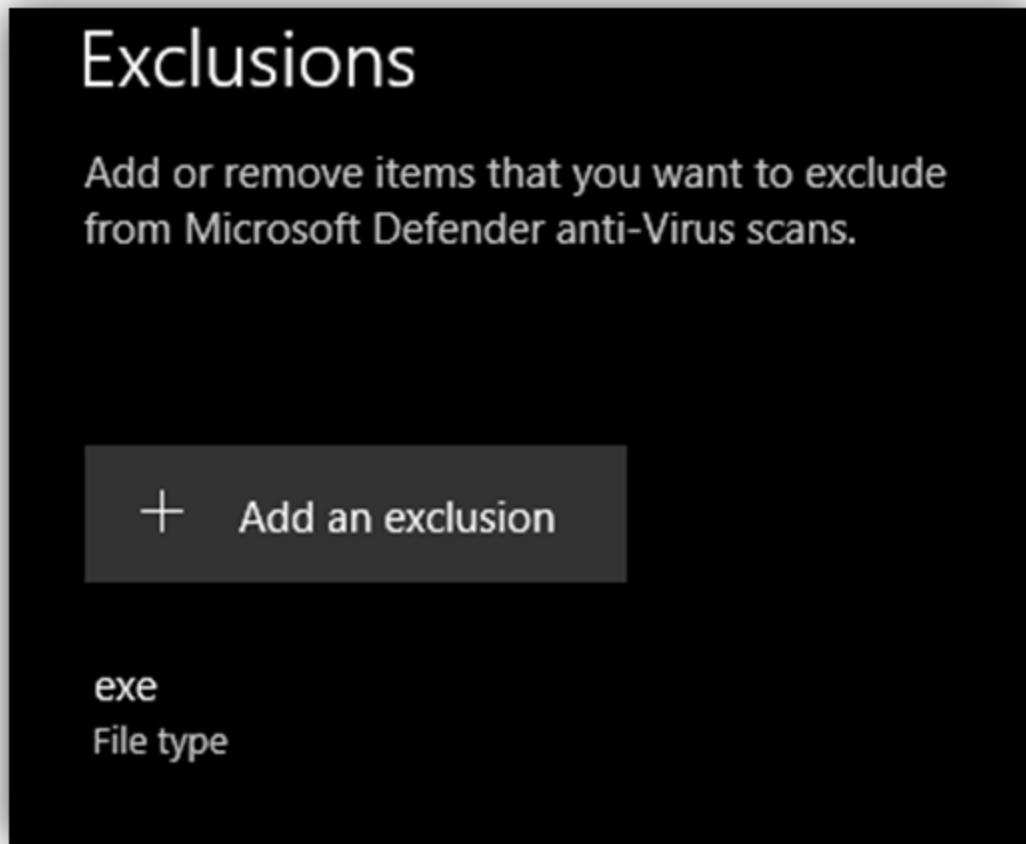 Exclusions
Add or remove items that you want to exclude
from Microsoft Defender anti-Virus scans.
+ Add an exclusion
exe
File type